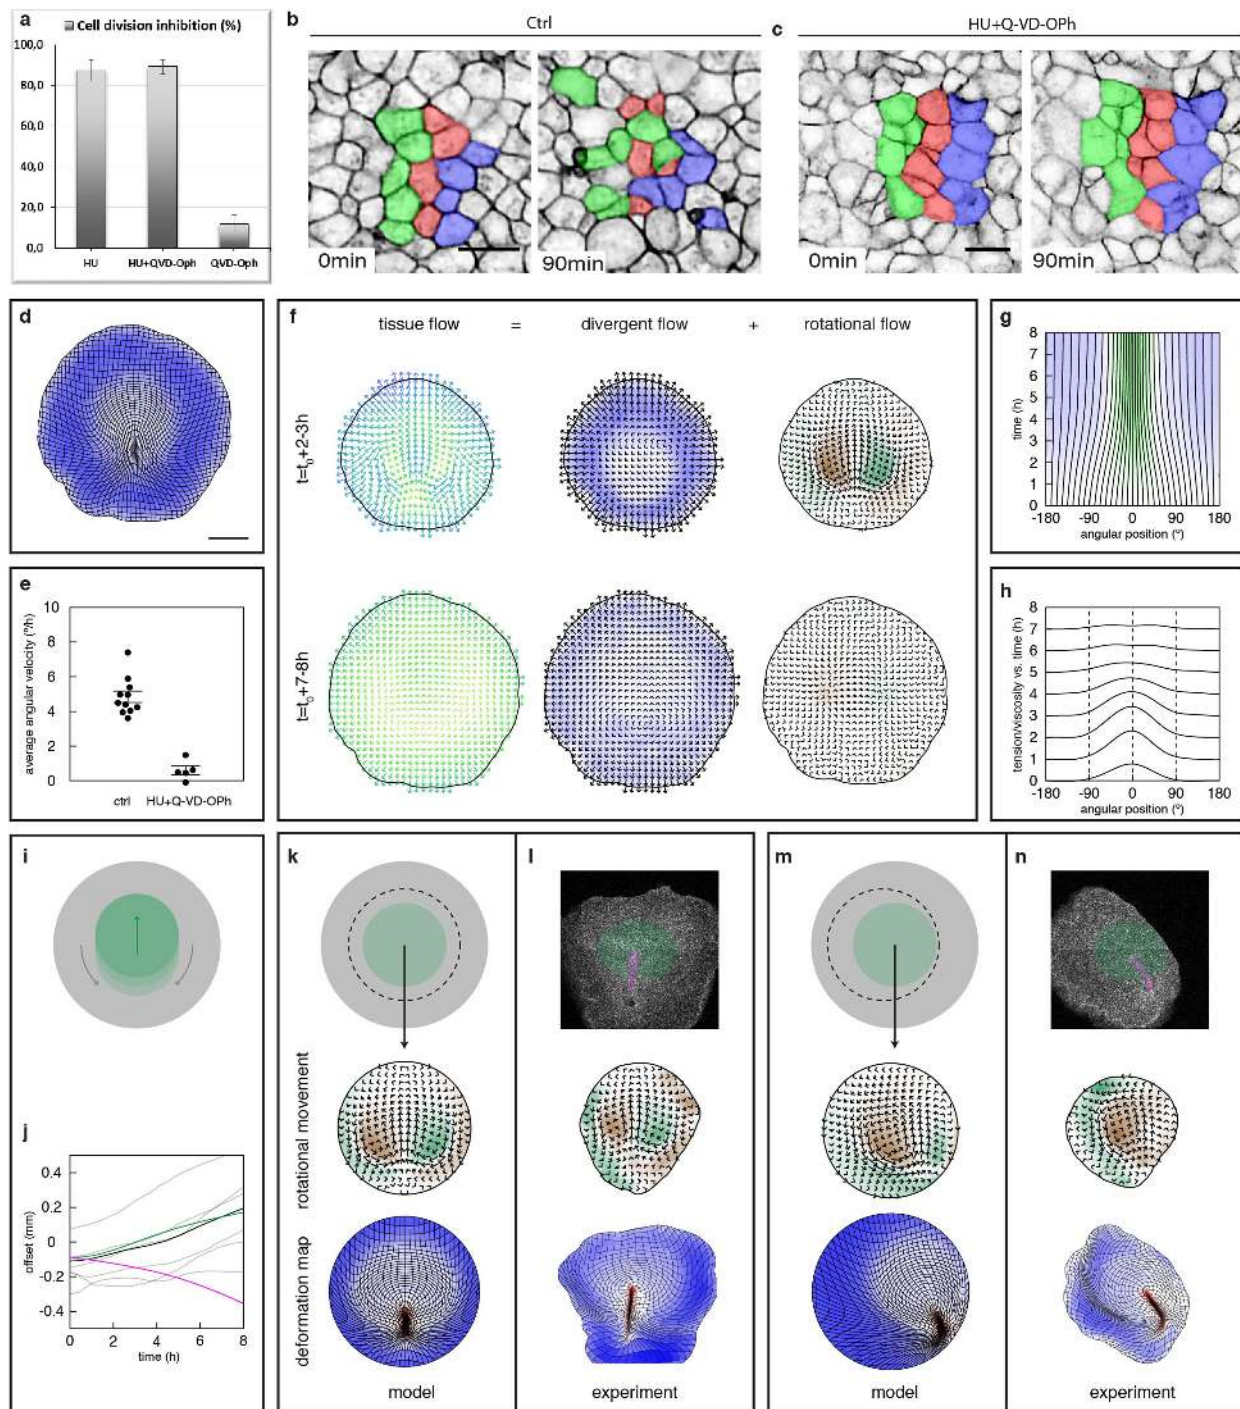 a
Cell division inhibition (%)
100,0
80,0
60,0
40,0
20,0
0,0
HU
HU+QVD-Oph
QVD-Oph
b
Ctrl
0min
90min
c
HU+Q-VD-OPh
0min
90min
d
e
average angular velocity (°/h)
10
8
6
4
2
0
ctrl
HU+Q-VD-OPh
f
tissue flow = divergent flow + rotational flow
t=t0+2-3h
t=t0+7-8h
g
time (h)
8
7
6
5
4
3
2
1
0
-180 -90 0 90 180
angular position (°)
h
tension/viscosity vs. time (h)
8
7
6
5
4
3
2
1
0
-180 -90 0 90 180
angular position (°)
i
j
offset (mm)
0.4
0.2
0
-0.2
-0.4
0 2 4 6 8
time (h)
k
l
m
n
rotational movement
deformation map
model
experiment
model
experiment